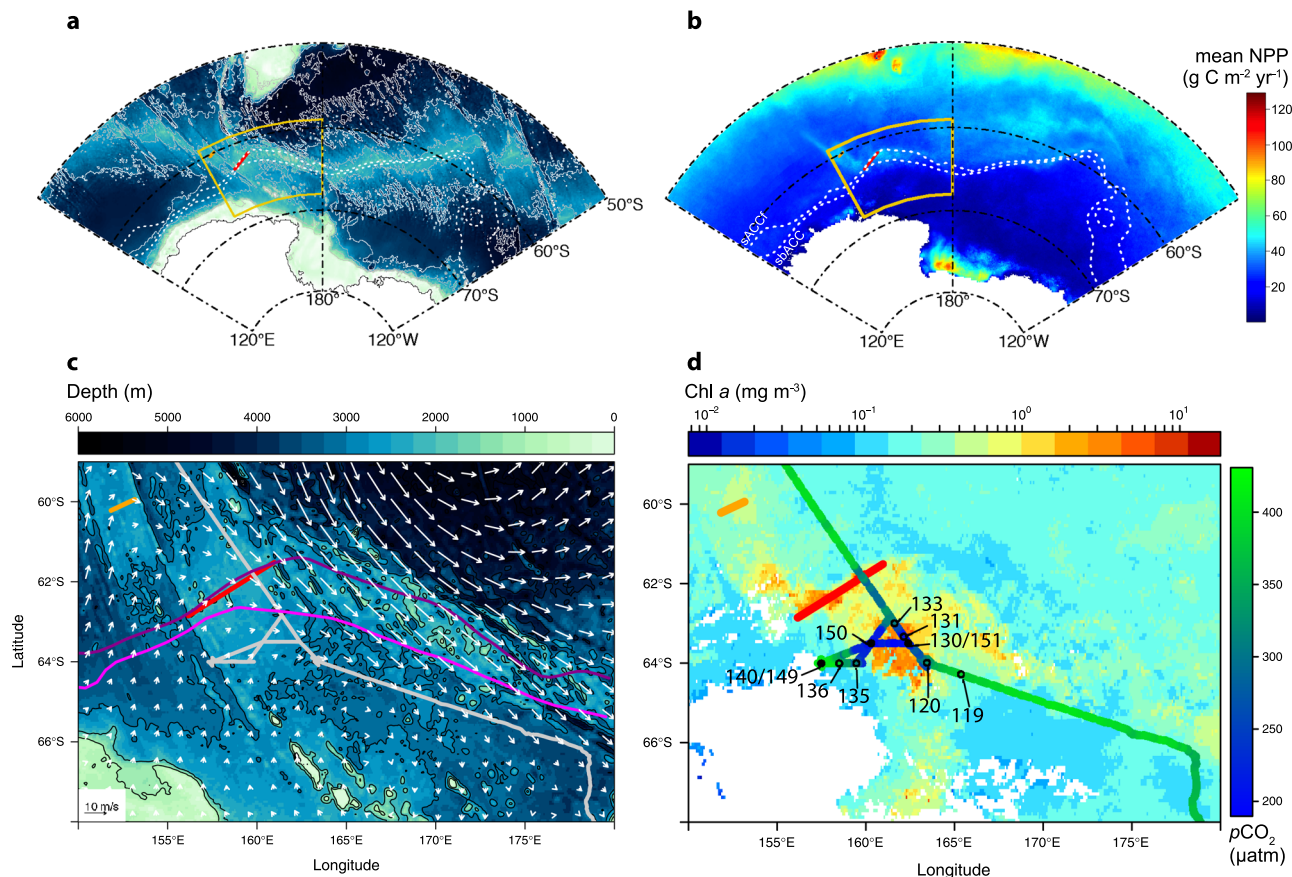 a
50°S
60°S
70°S
180°
120°E
120°W
b
mean NPP
(g C m⁻² yr⁻¹)
120
100
80
60
40
20
sACCf
sbACC
60°S
70°S
180°
120°E
120°W
c
Depth (m)
6000 5000 4000 3000 2000 1000 0
60°S
62°S
64°S
66°S
Latitude
10 m/s
155°E 160°E 165°E 170°E 175°E
Longitude
d
Chl a (mg m⁻³)
10⁻² 10⁻¹ 10⁰ 10¹
60°S
62°S
64°S
66°S
133
131
130/151
150
140/149
136
135
120
119
155°E 160°E 165°E 170°E 175°E
Longitude
400
350
300
250
200
pCO₂
(µatm)